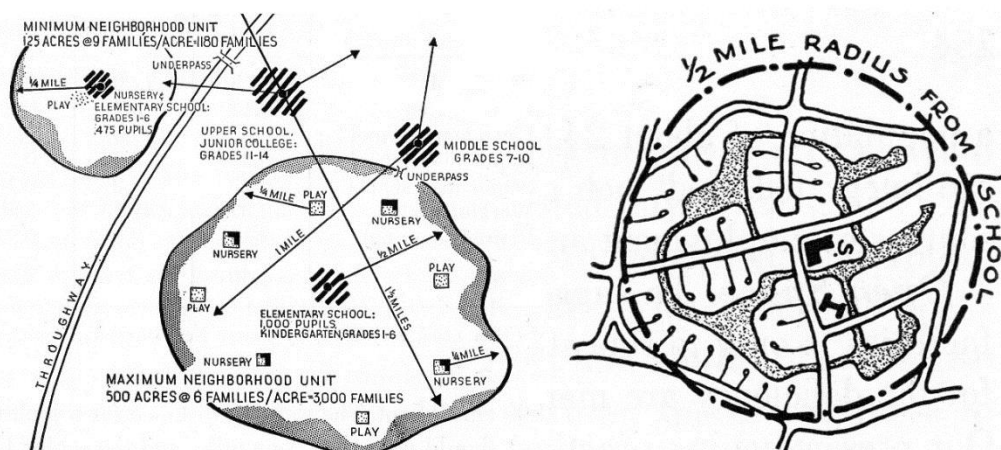 MINIMUM NEIGHBORHOOD UNIT
125 ACRES @ 9 FAMILIES/ACRE=1180 FAMILIES
UNDERPASS
1/4 MILE
PLAY
NURSERY &
ELEMENTARY SCHOOL:
GRADES 1-6
475 PUPILS
UPPER SCHOOL,
JUNIOR COLLEGE:
GRADES 11-14
MIDDLE SCHOOL
GRADES 7-10
UNDERPASS
THROUGHWAY
1/4 MILE
PLAY
NURSERY
NURSERY
1 MILE
1/2 MILE
PLAY
PLAY
1 1/2 MILES
ELEMENTARY SCHOOL:
1,000 PUPILS,
KINDERGARTEN, GRADES 1-6
NURSERY
1/4 MILE
NURSERY
MAXIMUM NEIGHBORHOOD UNIT
500 ACRES @ 6 FAMILIES/ACRE=3,000 FAMILIES
PLAY
1/2 MILE RADIUS FROM SCHOOL
S.